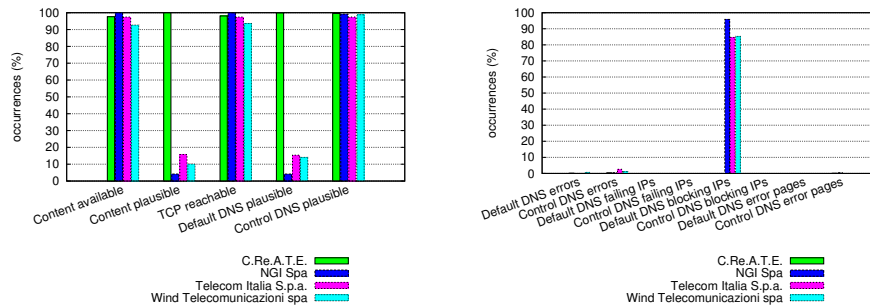 100
90
80
70
60
50
40
30
20
10
0
occurrences (%)
Content available
Content plausible
TCP reachable
Default DNS plausible
Control DNS plausible
C.Re.A.T.E.
NGI Spa
Telecom Italia S.p.a.
Wind Telecomunicazioni spa
100
90
80
70
60
50
40
30
20
10
0
occurrences (%)
Default DNS errors
Control DNS errors
Default DNS failing IPs
Control DNS failing IPs
Default DNS blocking IPs
Control DNS blocking IPs
Default DNS error pages
Control DNS error pages
C.Re.A.T.E.
NGI Spa
Telecom Italia S.p.a.
Wind Telecomunicazioni spa